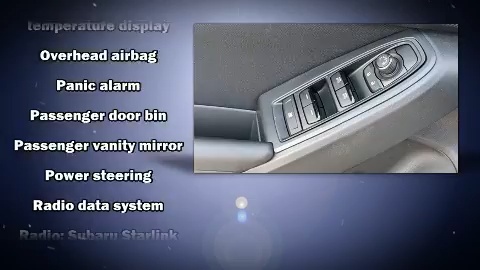 temperature display
Overhead airbag
Panic alarm
Passenger door bin
Passenger vanity mirror
Power steering
Radio data system
Radio: Subaru Starlink